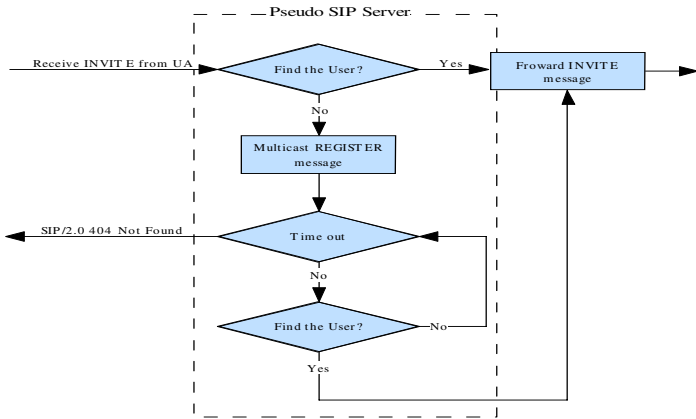 Pseudo SIP Server
Receive INVITE from UA
Find the User?
Yes
Froward INVITE
message
No
Multicast REGISTER
message
SIP/2.0 404 Not Found
Time out
No
Find the User?
No
Yes